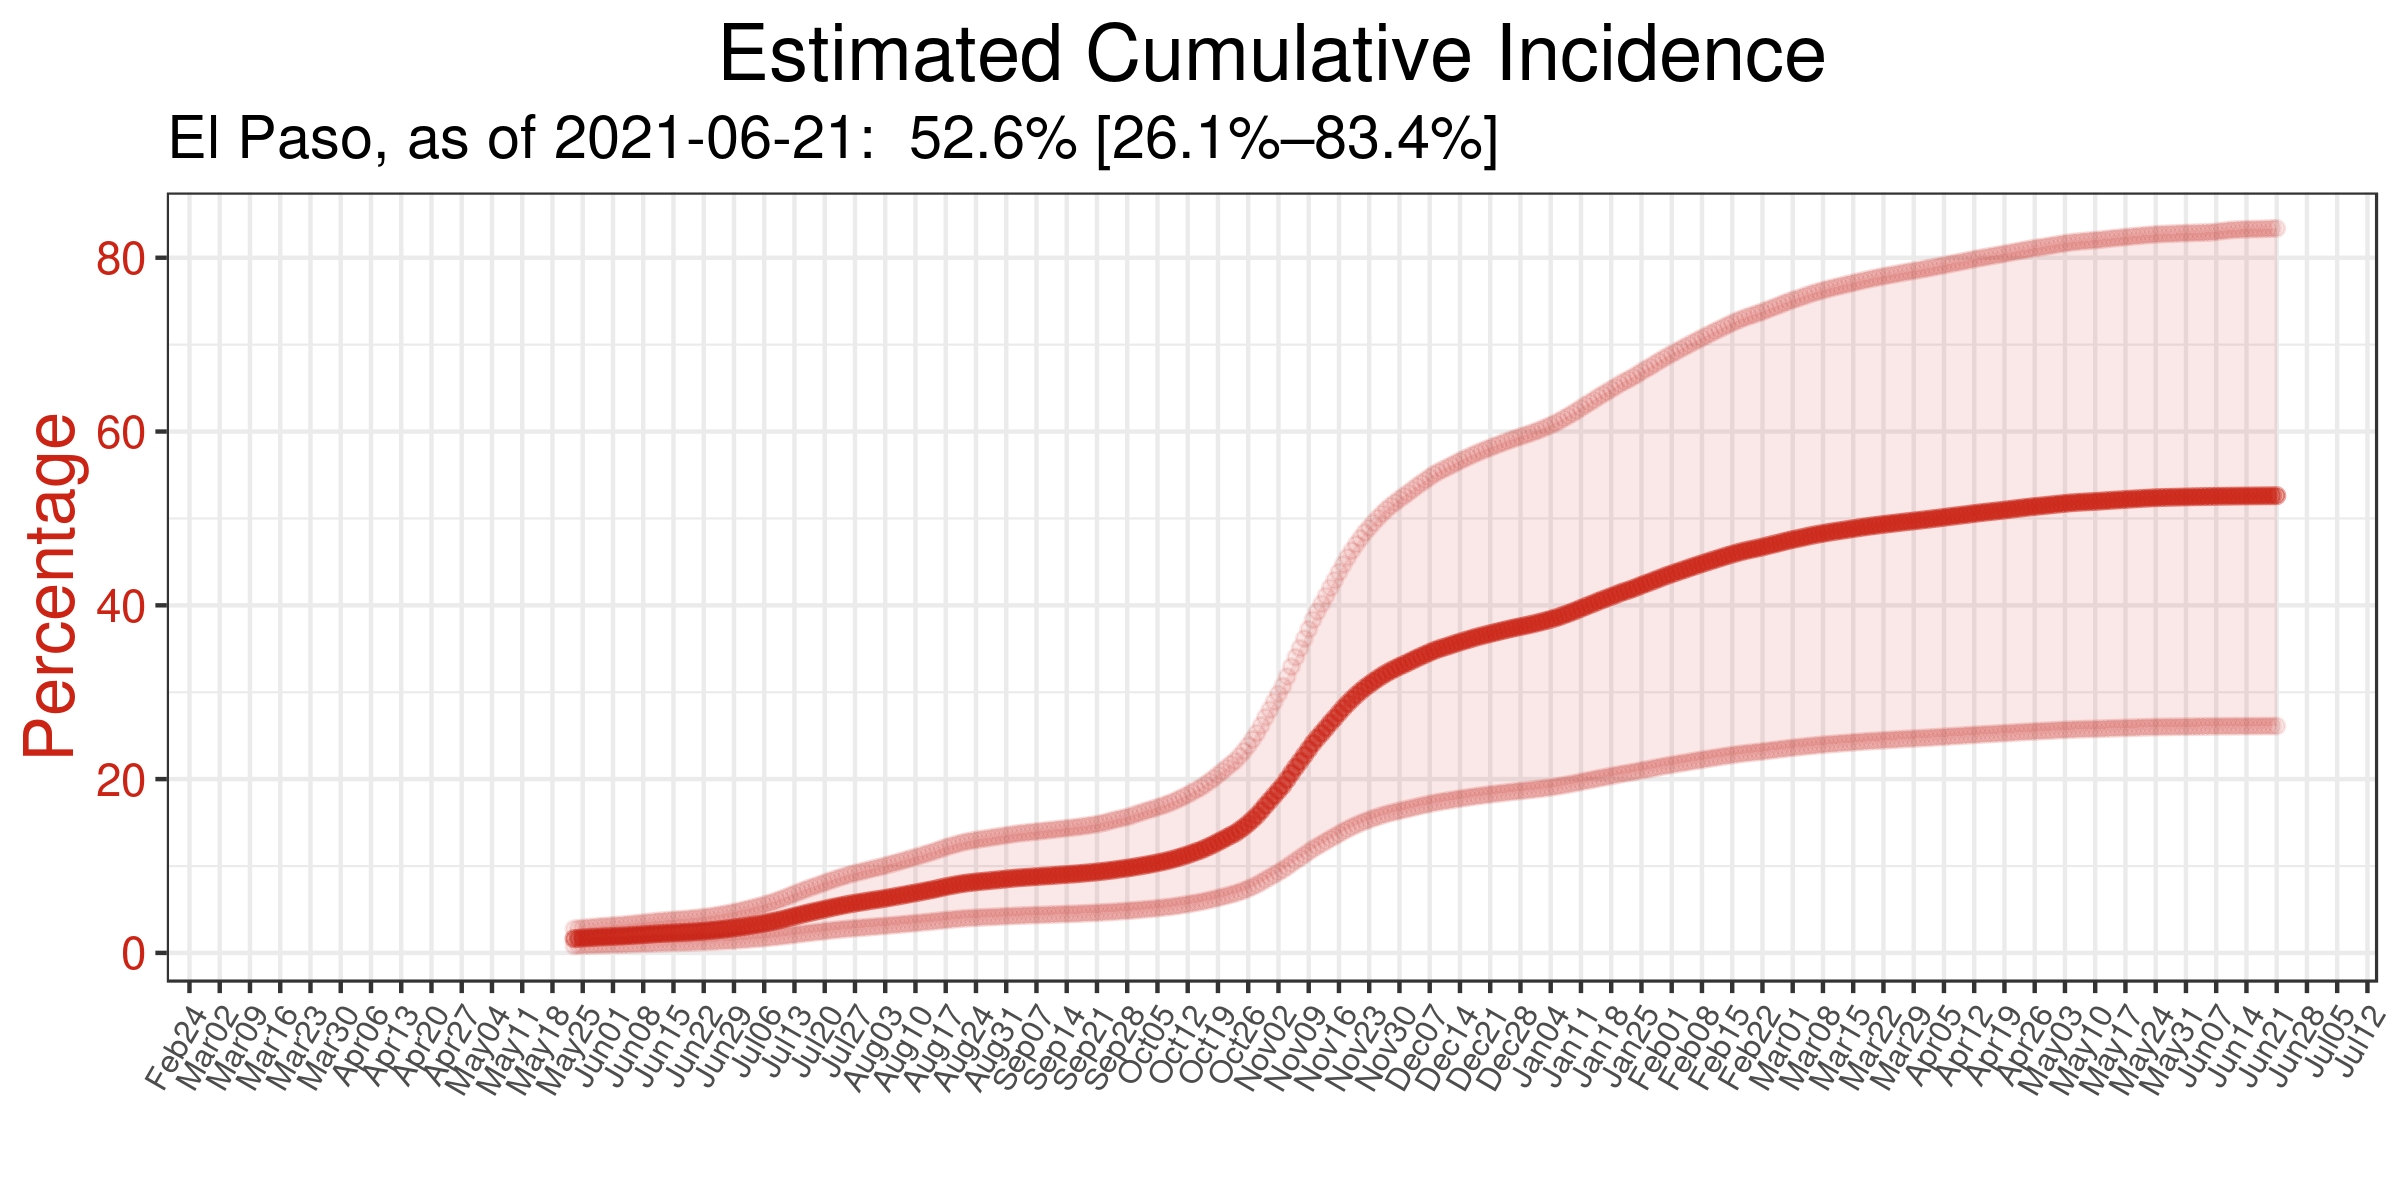 Estimated Cumulative Incidence
El Paso, as of 2021-06-21:  52.6% [26.1%–83.4%]
Percentage
80
60
40
20
0
Feb24 Mar02 Mar09 Mar16 Mar23 Mar30 Apr06 Apr13 Apr20 Apr27 May04 May11 May18 May25 Jun01 Jun08 Jun15 Jun22 Jun29 Jul06 Jul13 Jul20 Jul27 Aug03 Aug10 Aug17 Aug24 Aug31 Sep07 Sep14 Sep21 Sep28 Oct05 Oct12 Oct19 Oct26 Nov02 Nov09 Nov16 Nov23 Nov30 Dec07 Dec14 Dec21 Dec28 Jan04 Jan11 Jan18 Jan25 Feb01 Feb08 Feb15 Feb22 Mar01 Mar08 Mar15 Mar22 Mar29 Apr05 Apr12 Apr19 Apr26 May03 May10 May17 May24 May31 Jun07 Jun14 Jun21 Jun28 Jul05 Jul12